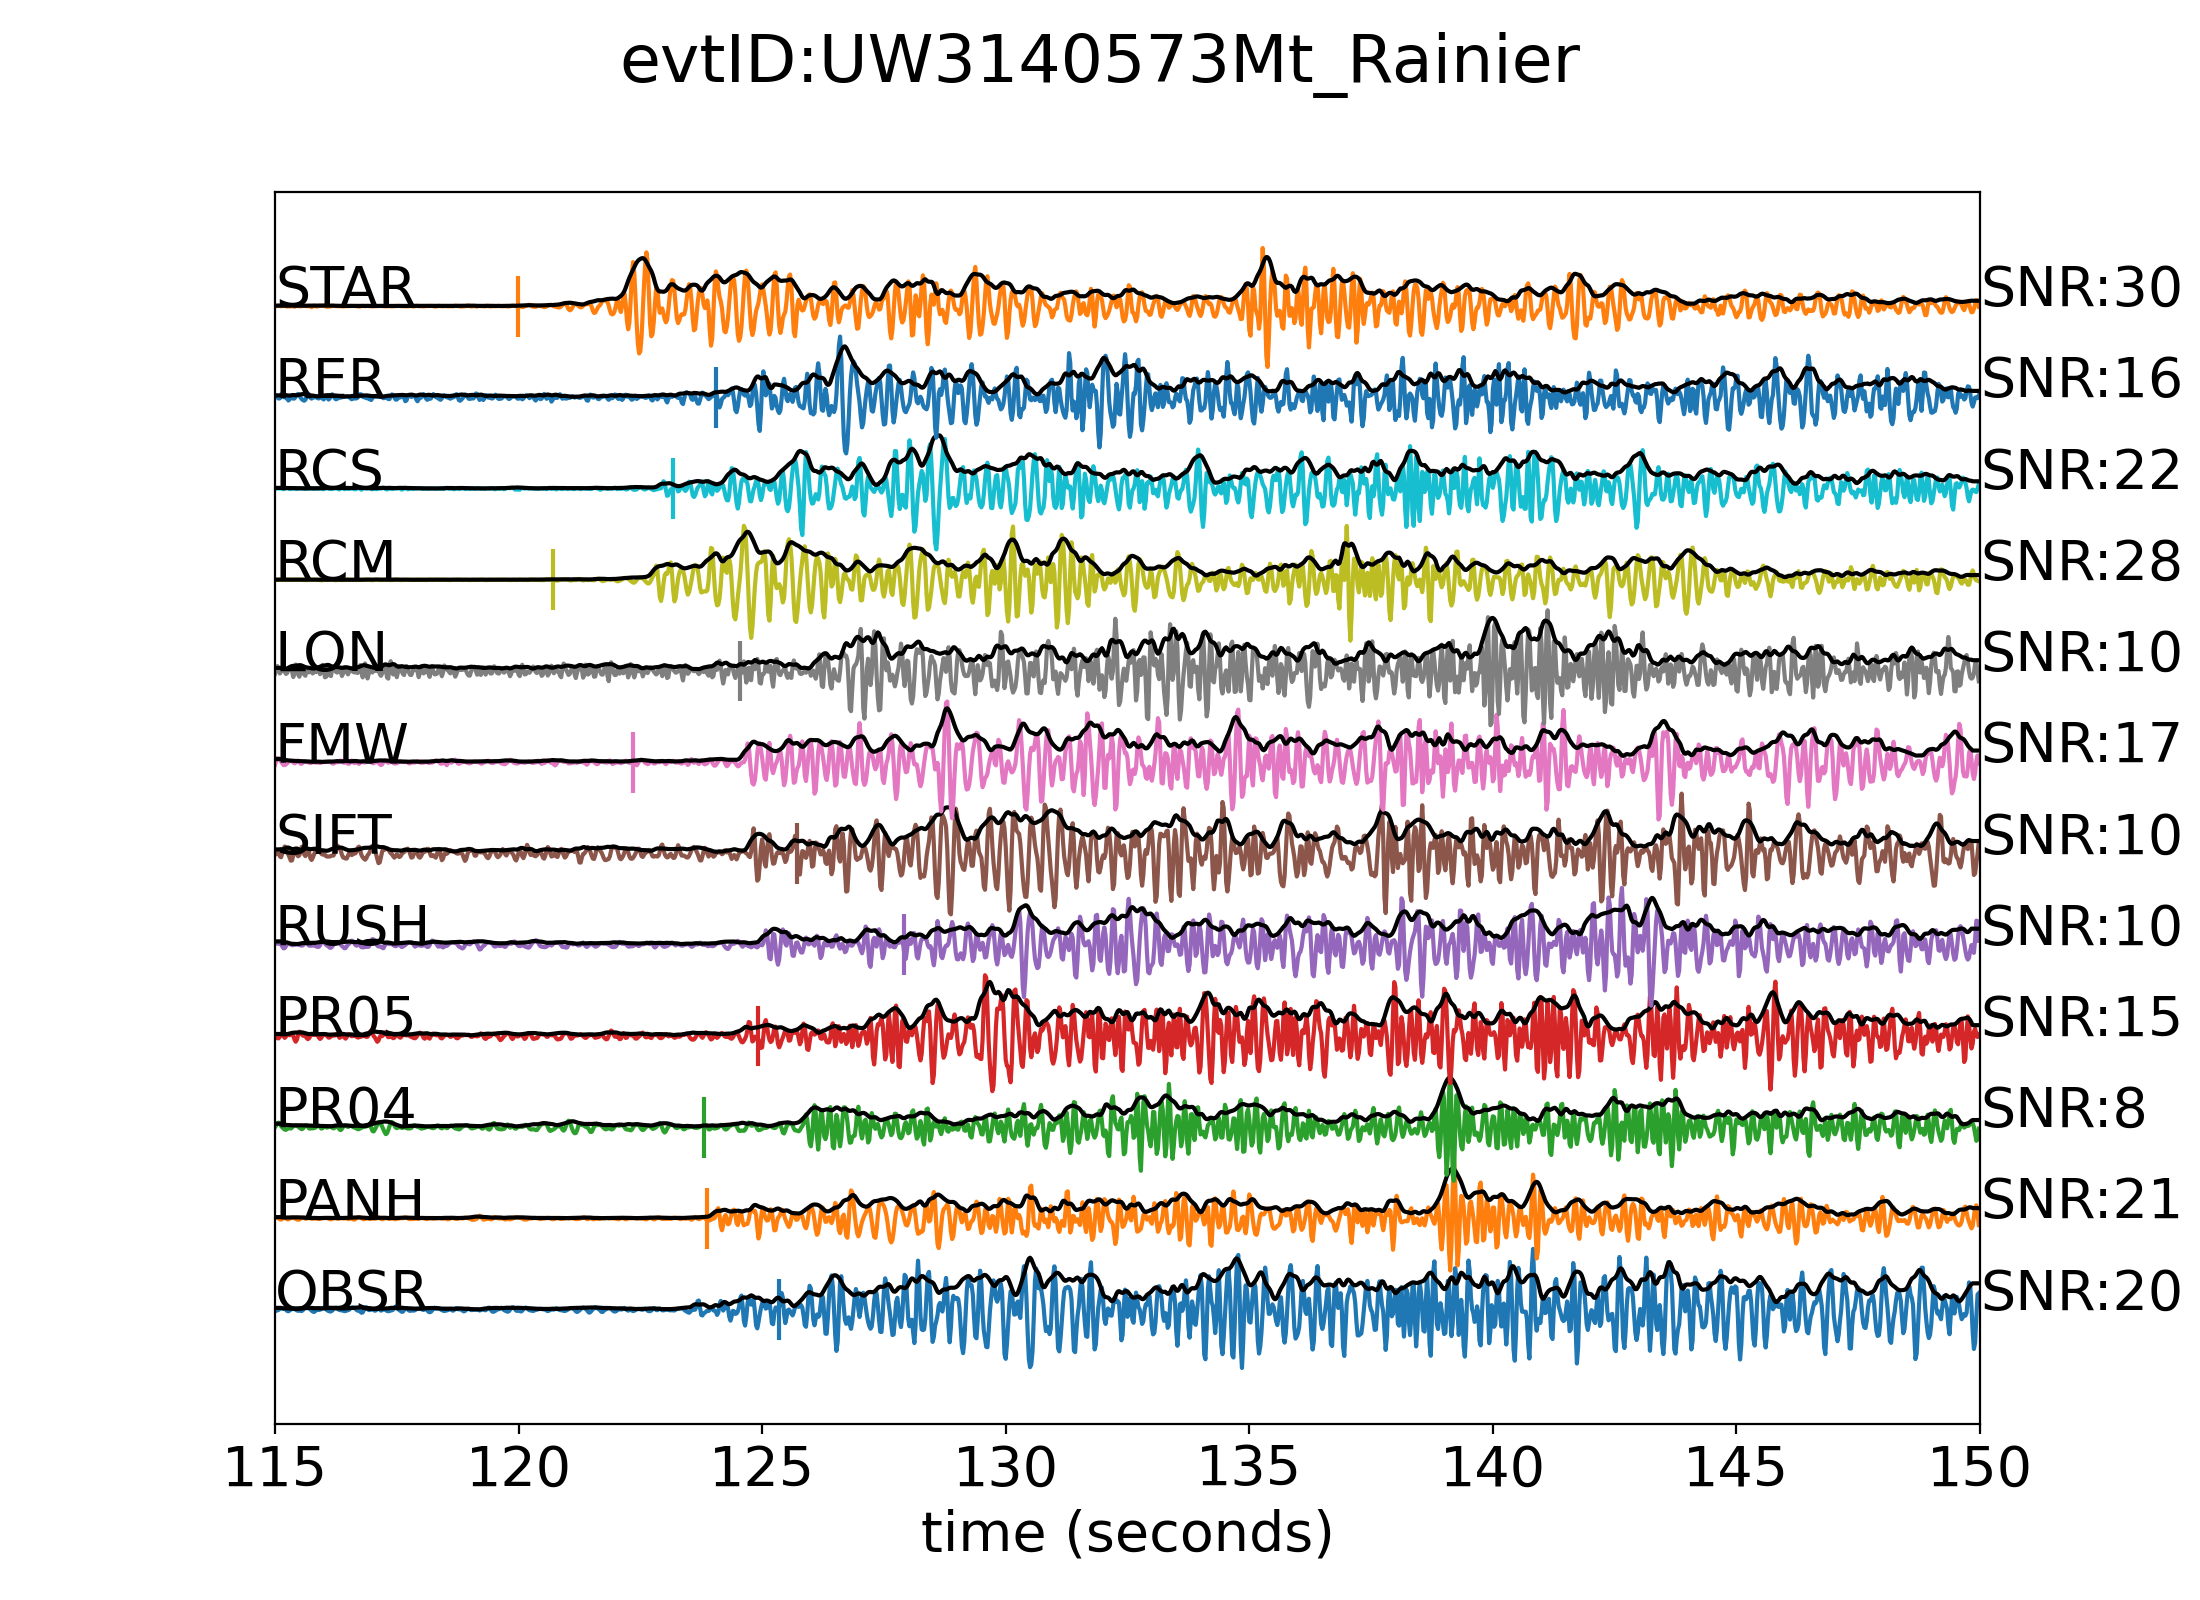 evtID:UW3140573Mt_Rainier
STAR SNR:30
RER SNR:16
RCS SNR:22
RCM SNR:28
LON SNR:10
FMW SNR:17
SIFT SNR:10
RUSH SNR:10
PR05 SNR:15
PR04 SNR:8
PANH SNR:21
OBSR SNR:20
115 120 125 130 135 140 145 150
time (seconds)